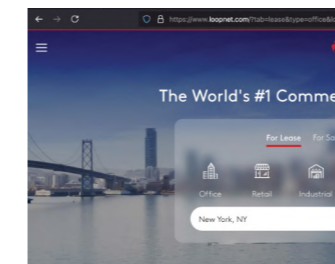 https://www.loopnet.com/?tab=lease&type=office&l
The World's #1 Comme
For Lease For Sa
Office Retail Industrial
New York, NY